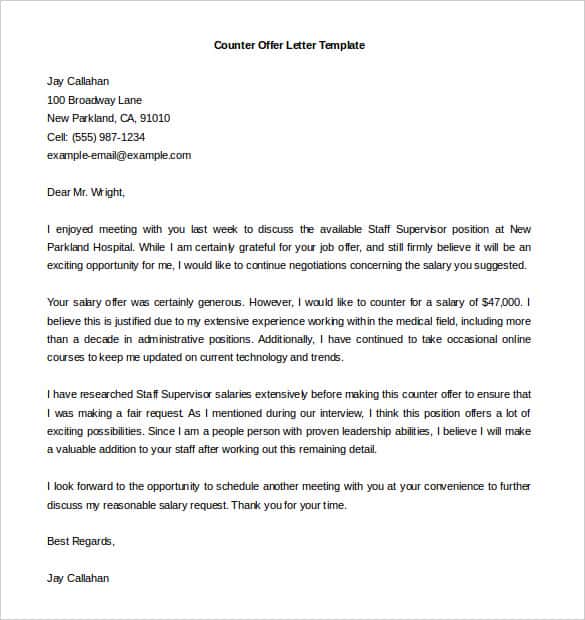 Counter Offer Letter Template
Jay Callahan
100 Broadway Lane
New Parkland, CA, 91010
Cell: (555) 987-1234
example-email@example.com
Dear Mr. Wright,
I enjoyed meeting with you last week to discuss the available Staff Supervisor position at New
Parkland Hospital. While I am certainly grateful for your job offer, and still firmly believe it will be an
exciting opportunity for me, I would like to continue negotiations concerning the salary you suggested.
Your salary offer was certainly generous. However, I would like to counter for a salary of $47,000. I
believe this is justified due to my extensive experience working within the medical field, including more
than a decade in administrative positions. Additionally, I have continued to take occasional online
courses to keep me updated on current technology and trends.
I have researched Staff Supervisor salaries extensively before making this counter offer to ensure that
I was making a fair request. As I mentioned during our interview, I think this position offers a lot of
exciting possibilities. Since I am a people person with proven leadership abilities, I believe I will make
a valuable addition to your staff after working out this remaining detail.
I look forward to the opportunity to schedule another meeting with you at your convenience to further
discuss my reasonable salary request. Thank you for your time.
Best Regards,
Jay Callahan